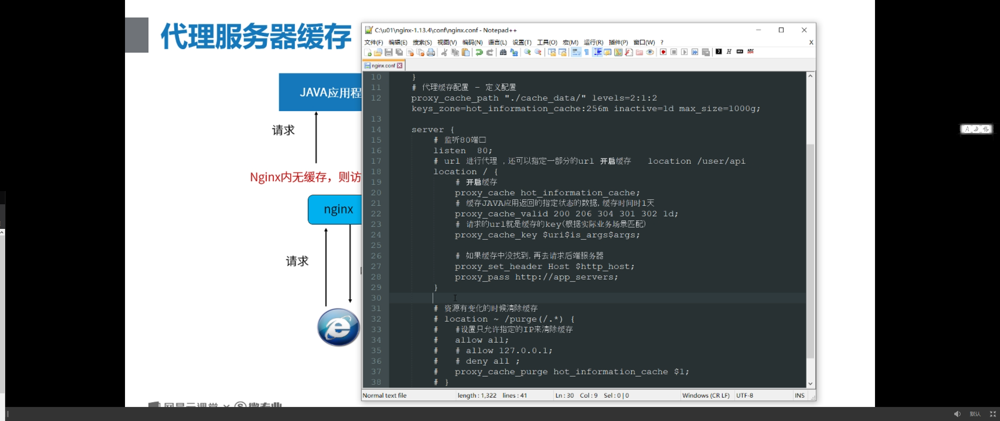 代理服务器缓存
JAVA应用程
请求
Nginx内无缓存，则访
nginx
请求
C:\u01\nginx-1.13.4\conf\nginx.conf - Notepad++
文件(F) 编辑(E) 搜索(S) 视图(V) 编码(N) 语言(L) 设置(T) 工具(O) 宏(M) 运行(R) 插件(P) 窗口(W) ? X
nginx.conf
10 }
11 # 代理缓存配置 - 定义配置
12 proxy_cache_path "./cache_data/" levels=2:1:2
keys_zone=hot_information_cache:256m inactive=1d max_size=1000g;
13
14 server {
15 # 监听80端口
16 listen 80;
17 # url 进行代理 ，还可以指定一部分的url 开启缓存 location /user/api
18 location / {
19 # 开启缓存
20 proxy_cache hot_information_cache;
21 # 缓存JAVA应用返回的指定状态的数据，缓存时间时1天
22 proxy_cache_valid 200 206 304 301 302 1d;
23 # 请求的url就是缓存的key(根据实际业务场景匹配)
24 proxy_cache_key $uri$is_args$args;
25
26 # 如果缓存中没找到，再去请求后端服务器
27 proxy_set_header Host $http_host;
28 proxy_pass http://app_servers;
29 }
30
31 # 资源有变化的时候清除缓存
32 # location ~ /purge(/.*) {
33 # #设置只允许指定的IP来清除缓存
34 # allow all;
35 # # allow 127.0.0.1;
36 # # deny all ;
37 # proxy_cache_purge hot_information_cache $1;
38 # }
Normal text file length : 1,322 lines : 41 Ln : 30 Col : 9 Sel : 0 | 0 Windows (CR LF) UTF-8 INS
网易云课堂 × 微专业
默认